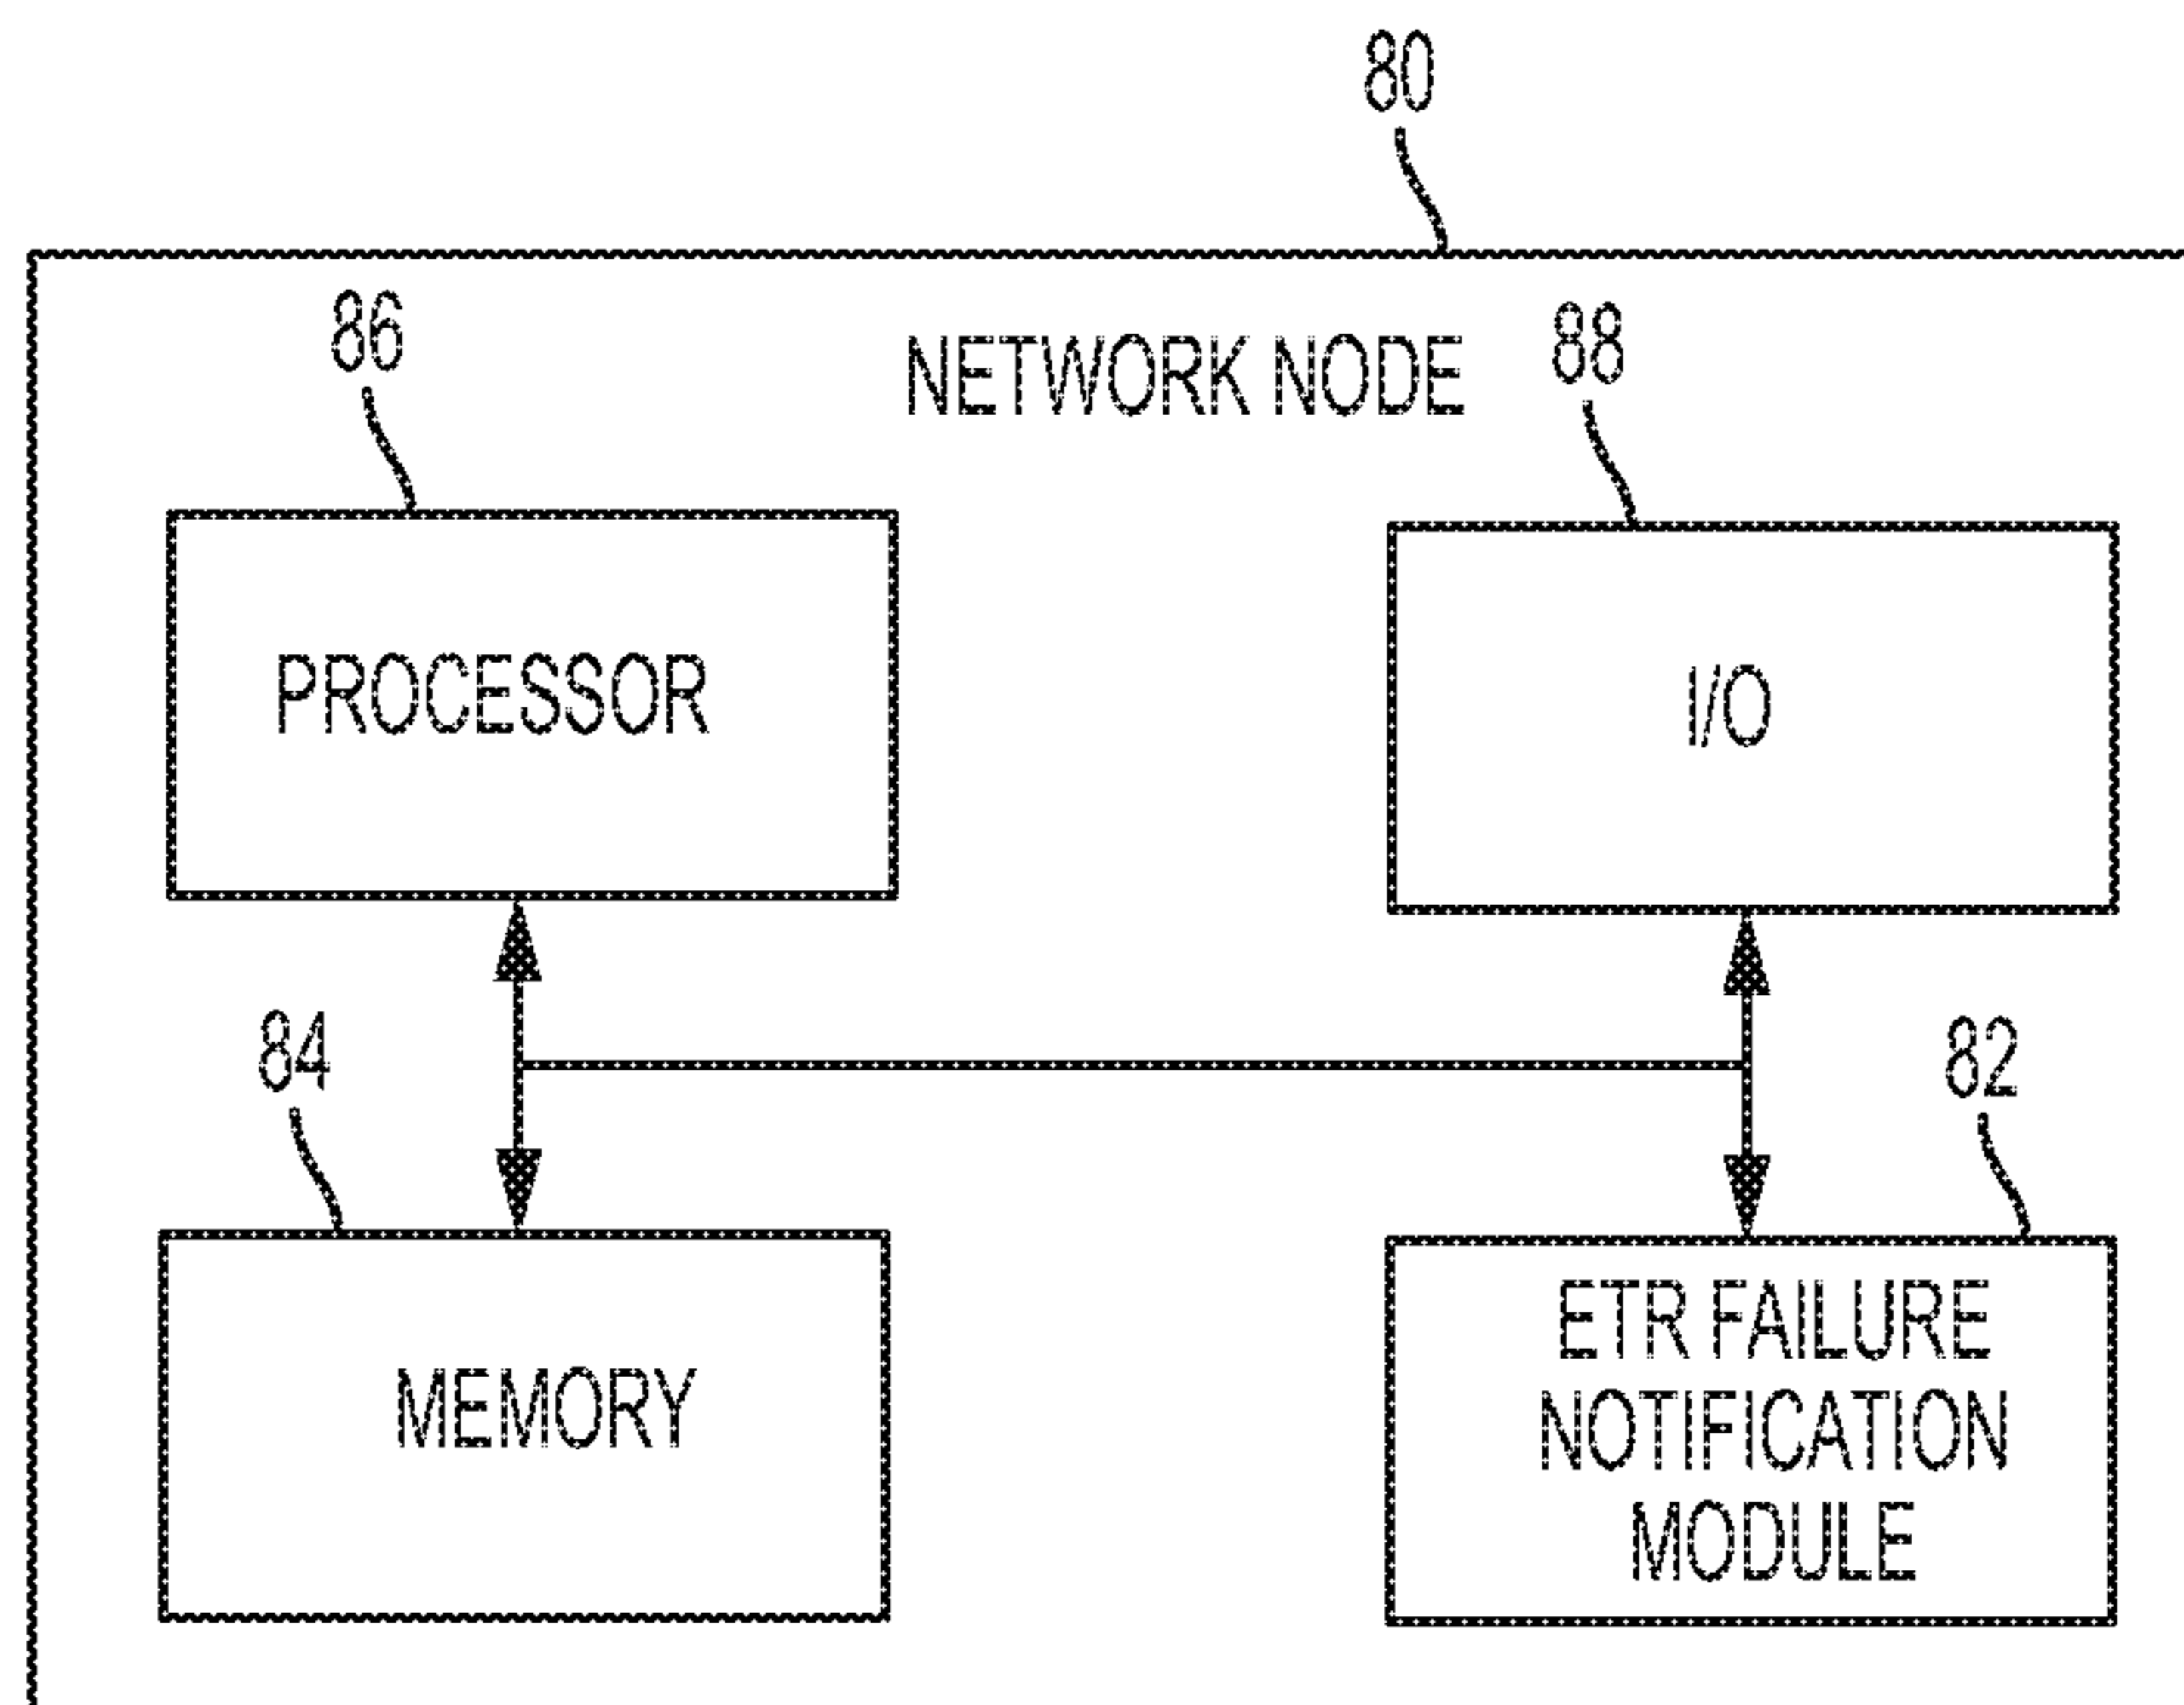 80
86
NETWORK NODE
88
PROCESSOR
I/O
84
82
MEMORY
ETR FAILURE
NOTIFICATION
MODULE